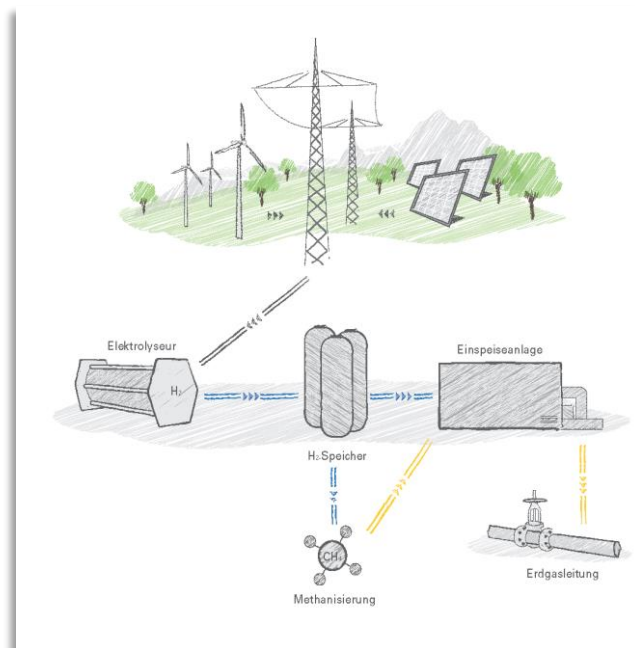 Elektrolyseur
Einspeiseanlage
H₂
H₂-Speicher
CH₄
Erdgasleitung
Methanisierung